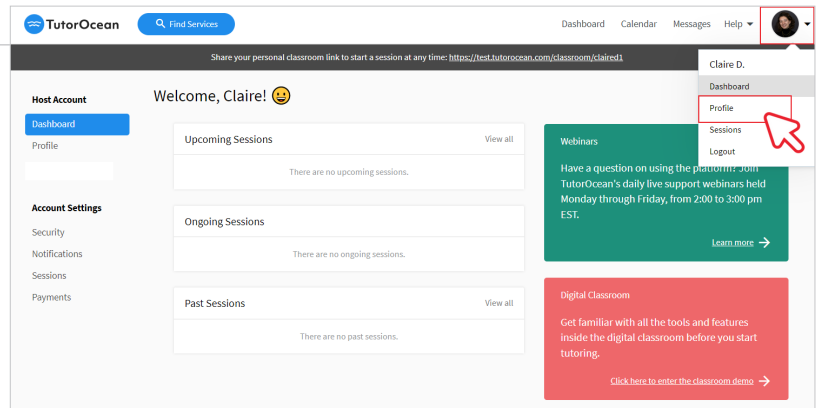 TutorOcean
Find Services
Dashboard
Calendar
Messages
Help
Share your personal classroom link to start a session at any time: https://test.tutorocean.com/classroom/claired1
Claire D.
Dashboard
Profile
Sessions
Logout
Host Account
Dashboard
Profile
Account Settings
Security
Notifications
Sessions
Payments
Welcome, Claire! 😀
Upcoming Sessions
View all
There are no upcoming sessions.
Ongoing Sessions
There are no ongoing sessions.
Past Sessions
View all
There are no past sessions.
Webinars
Have a question on using the platform? Join
TutorOcean's daily live support webinars held
Monday through Friday, from 2:00 to 3:00 pm
EST.
Learn more
Digital Classroom
Get familiar with all the tools and features
inside the digital classroom before you start
tutoring.
Click here to enter the classroom demo